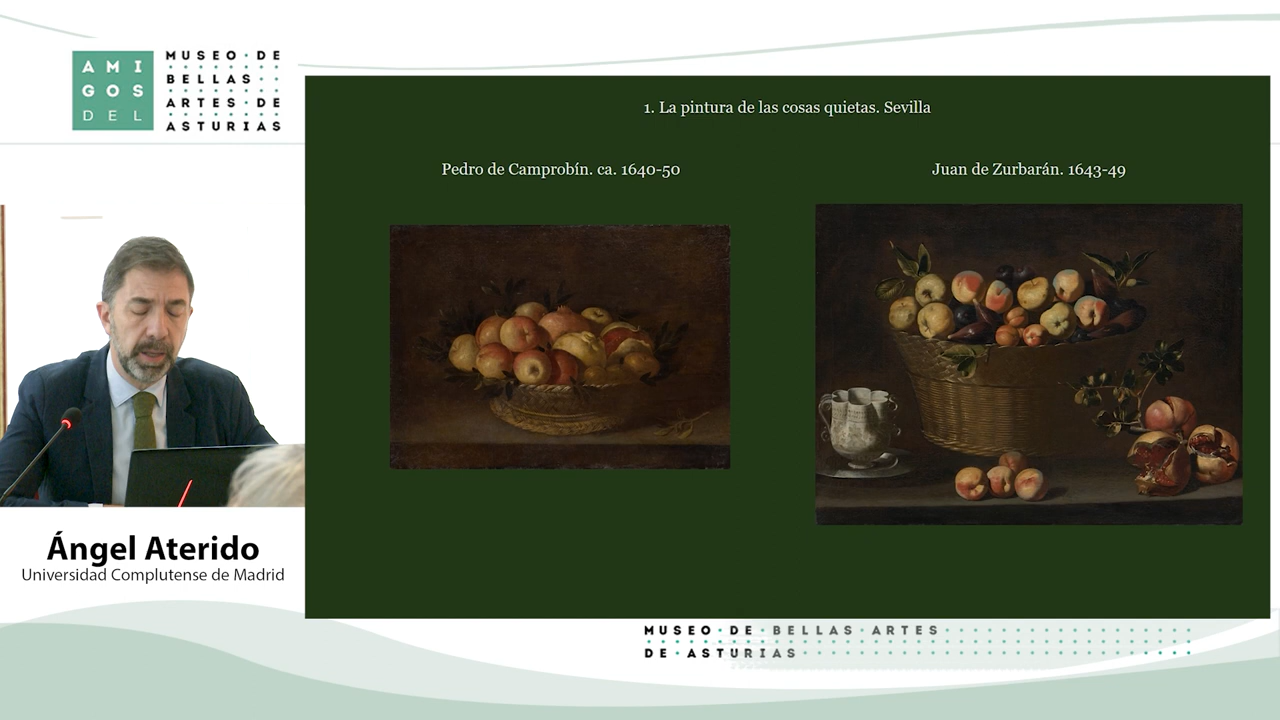 AMI
GOS
DEL
MUSEO·DE
BELLAS
ARTES·DE
ASTURIAS
1. La pintura de las cosas quietas. Sevilla
Pedro de Camprobín. ca. 1640-50
Juan de Zurbarán. 1643-49
Ángel Aterido
Universidad Complutense de Madrid
MUSEO·DE·BELLAS·ARTES
DE·ASTURIAS